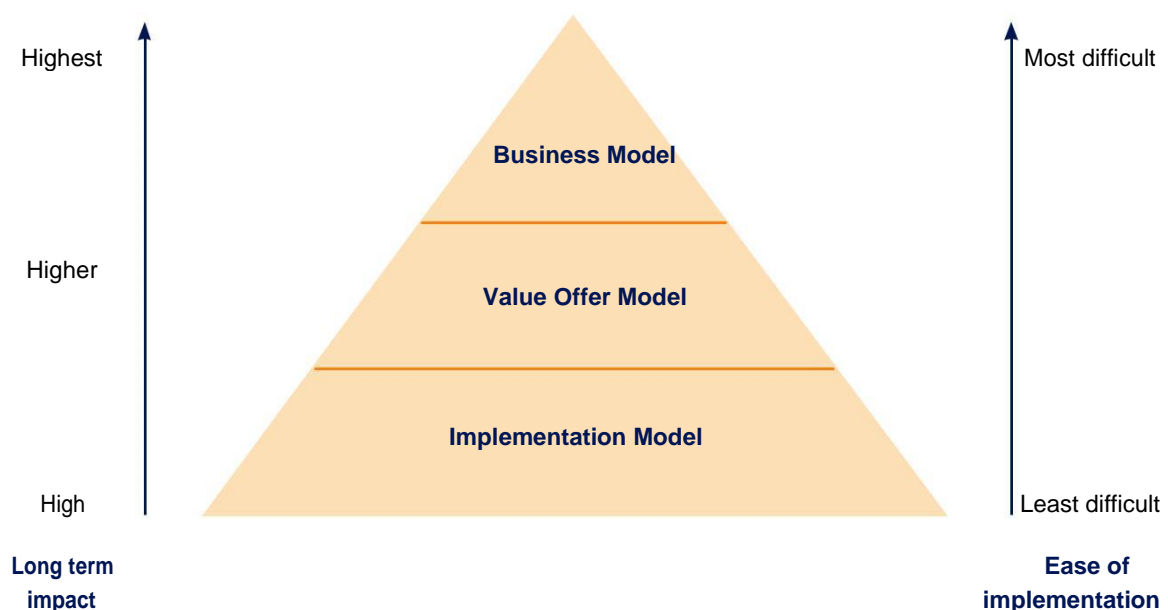 Highest
Most difficult
Business Model
Higher
Value Offer Model
Implementation Model
High
Least difficult
Long term
impact
Ease of
implementation